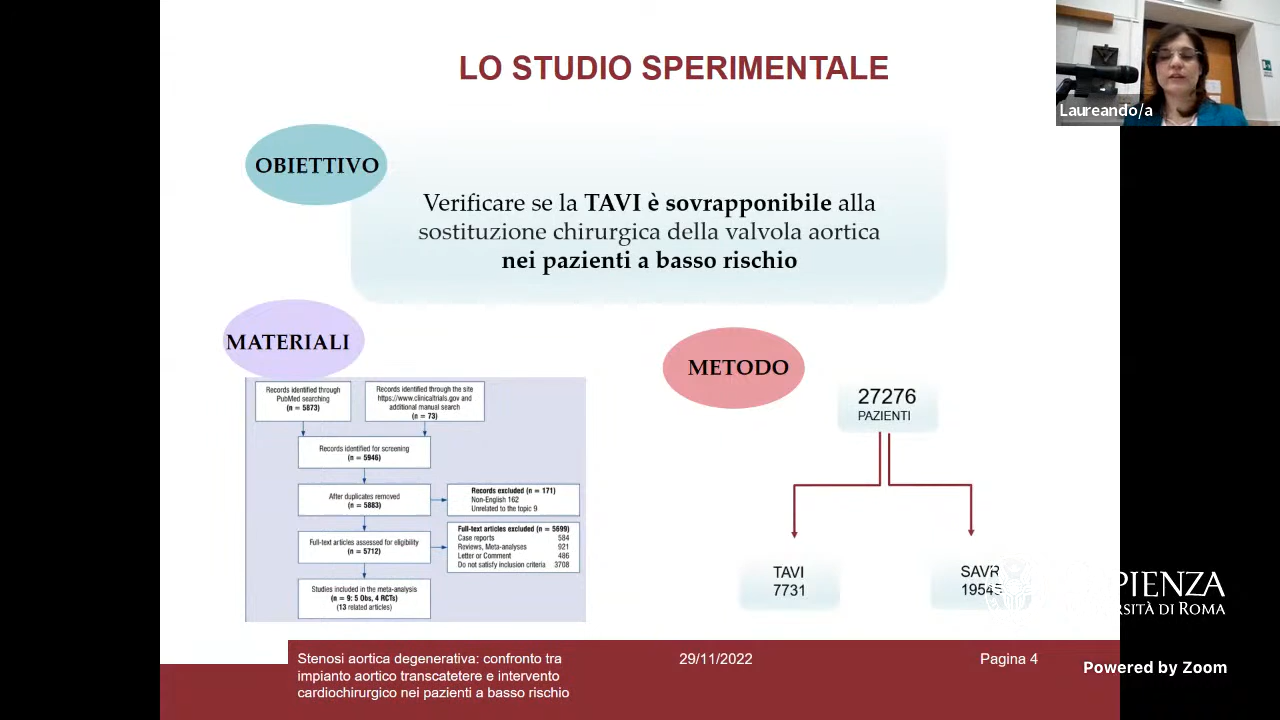 LO STUDIO SPERIMENTALE
Laureando/a
OBIETTIVO
Verificare se la TAVI è sovrapponibile alla
sostituzione chirurgica della valvola aortica
nei pazienti a basso rischio
MATERIALI
Records identified through
PubMed searching
(n = 5873)
Records identified through the site
https://www.clinicaltrials.gov and
additional manual search
(n = 73)
Records identified for screening
(n = 5946)
After duplicates removed
(n = 5883)
Records excluded (n = 171)
Non-English 162
Unrelated to the topic 9
Full-text articles assessed for eligibility
(n = 5712)
Full-text articles excluded (n = 5699)
Case reports 584
Reviews, Meta-analyses 921
Letter or Comment 486
Do not satisfy inclusion criteria 3708
Studies included in the meta-analysis
(n = 9: 5 Obs, 4 RCTs)
(13 related articles)
METODO
27276
PAZIENTI
TAVI
7731
SAVR
19545
PIENZA
RSITÀ DI ROMA
Stenosi aortica degenerativa: confronto tra
impianto aortico transcatetere e intervento
cardiochirurgico nei pazienti a basso rischio
29/11/2022
Pagina 4
Powered by Zoom